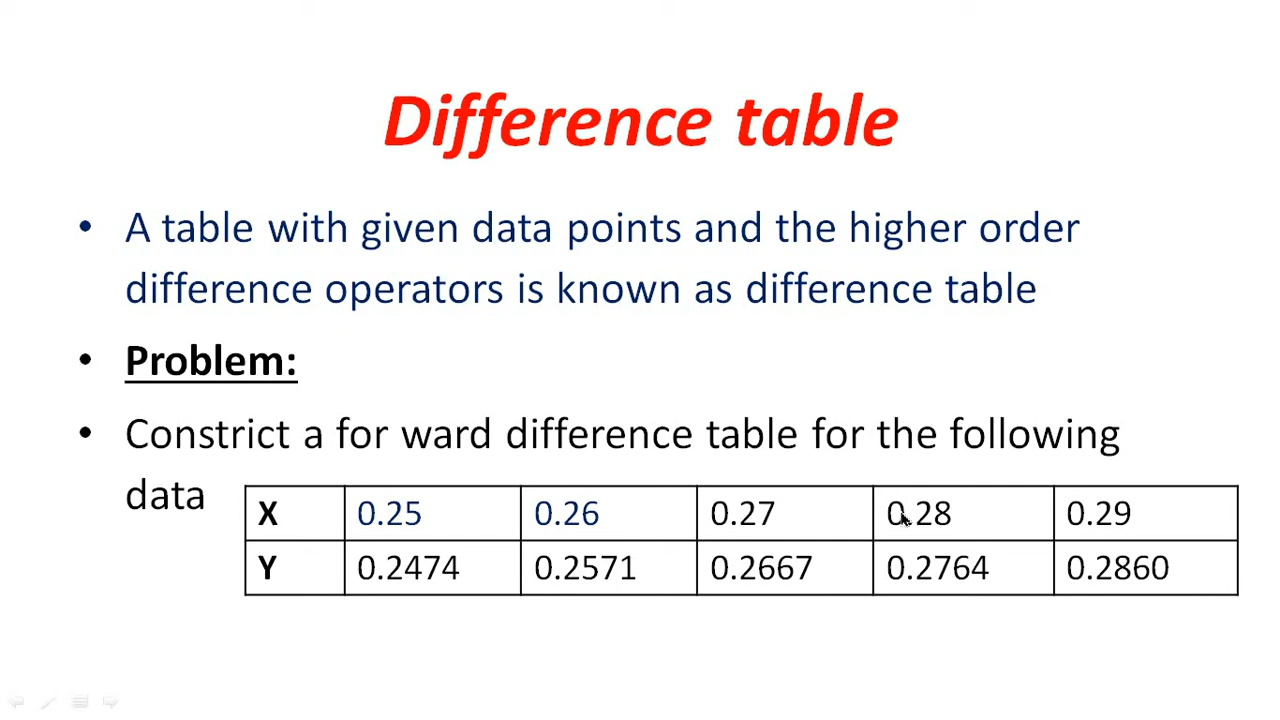 Difference table
• A table with given data points and the higher order
difference operators is known as difference table
• Problem:
• Constrict a for ward difference table for the following
data
X 0.25 0.26 0.27 0.28 0.29
Y 0.2474 0.2571 0.2667 0.2764 0.2860